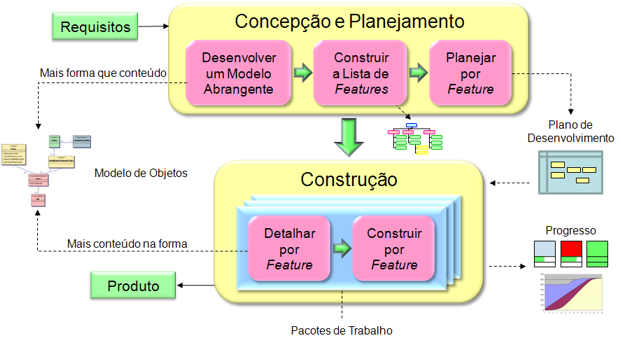 Requisitos
Concepção e Planejamento
Desenvolver
um Modelo
Abrangente
Construir
a Lista de
Features
Planejar
por
Feature
Mais forma que conteúdo
Plano de
Desenvolvimento
Modelo de Objetos
Construção
Detalhar
por
Feature
Construir
por
Feature
Mais conteúdo na forma
Progresso
Produto
Pacotes de Trabalho